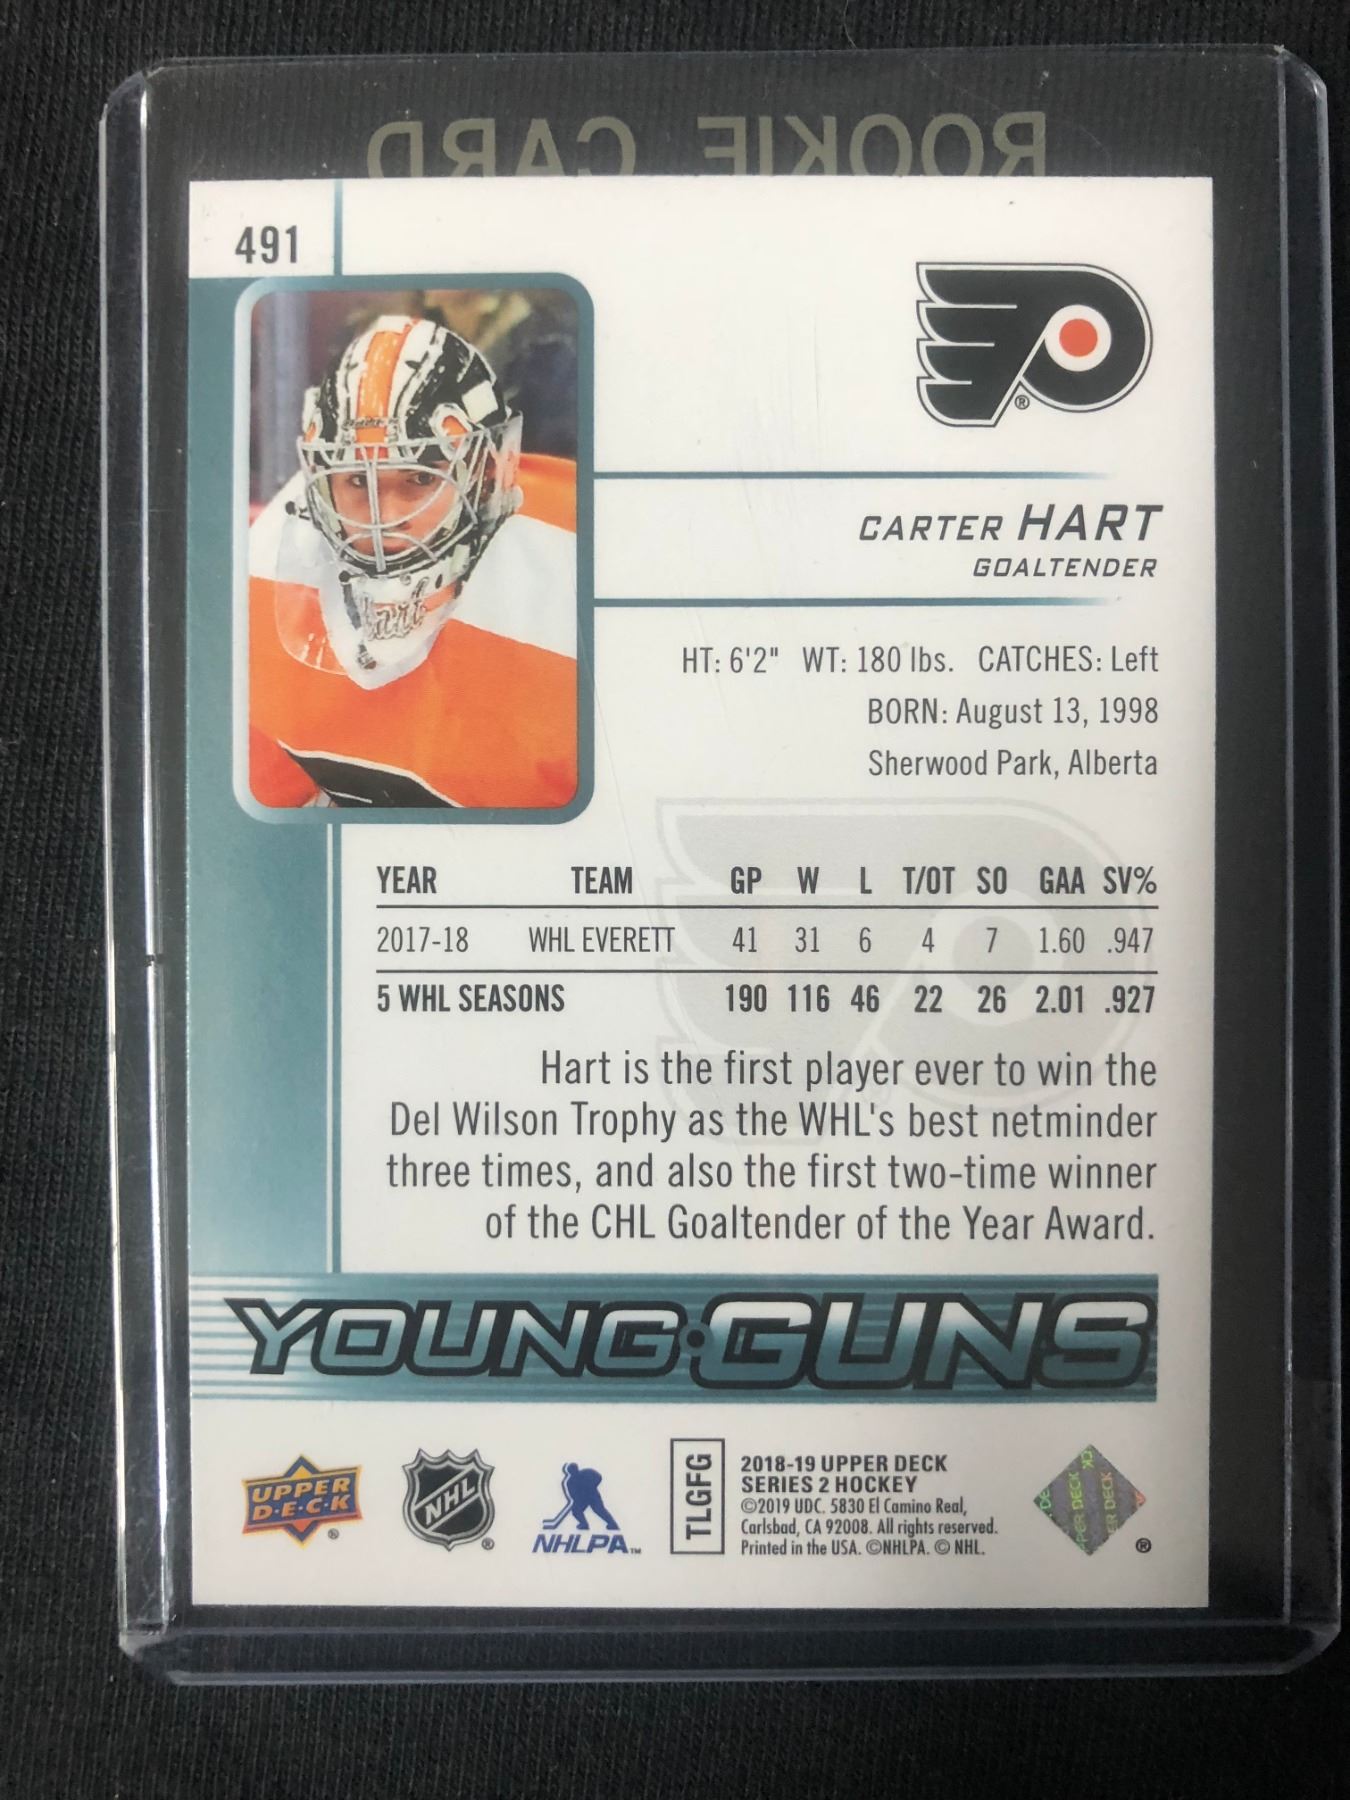 ROOKIE CARD
491
Hart
®
CARTER HART
GOALTENDER
HT: 6'2" WT: 180 lbs. CATCHES: Left
BORN: August 13, 1998
Sherwood Park, Alberta
YEAR TEAM GP W L T/OT SO GAA SV%
2017-18 WHL EVERETT 41 31 6 4 7 1.60 .947
5 WHL SEASONS 190 116 46 22 26 2.01 .927
Hart is the first player ever to win the
Del Wilson Trophy as the WHL's best netminder
three times, and also the first two-time winner
of the CHL Goaltender of the Year Award.
YOUNG GUNS
UPPER
D·E·C·K
®
NHL
®
NHLPA™
TLGFG
2018-19 UPPER DECK
SERIES 2 HOCKEY
©2019 UDC. 5830 El Camino Real,
Carlsbad, CA 92008. All rights reserved.
Printed in the USA. ©NHLPA. © NHL.
®